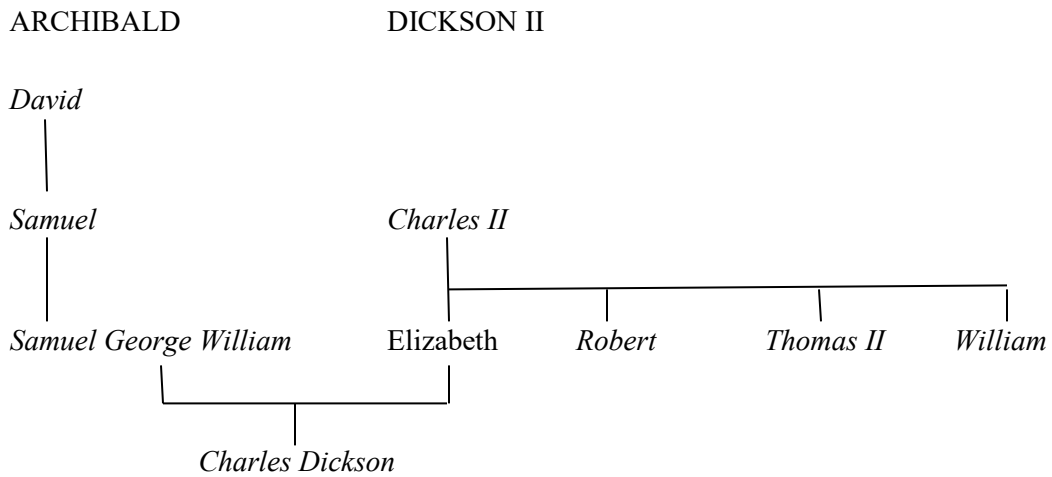 ARCHIBALD DICKSON II
David
Samuel Charles II
Samuel George William Elizabeth Robert Thomas II William
Charles Dickson